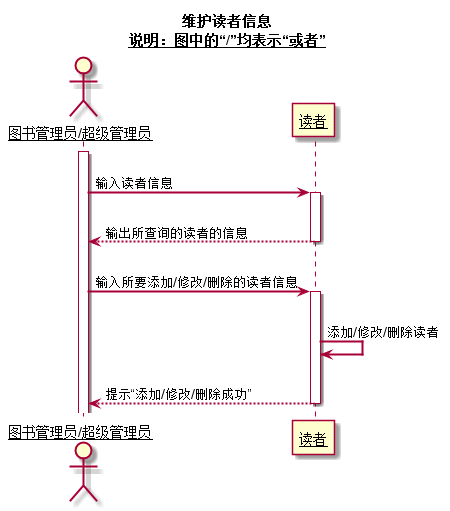 维护读者信息
说明：图中的“/”均表示“或者”
图书管理员/超级管理员
读者
输入读者信息
输出所查询的读者的信息
输入所要添加/修改/删除的读者信息
添加/修改/删除读者
提示“添加/修改/删除成功”
图书管理员/超级管理员
读者